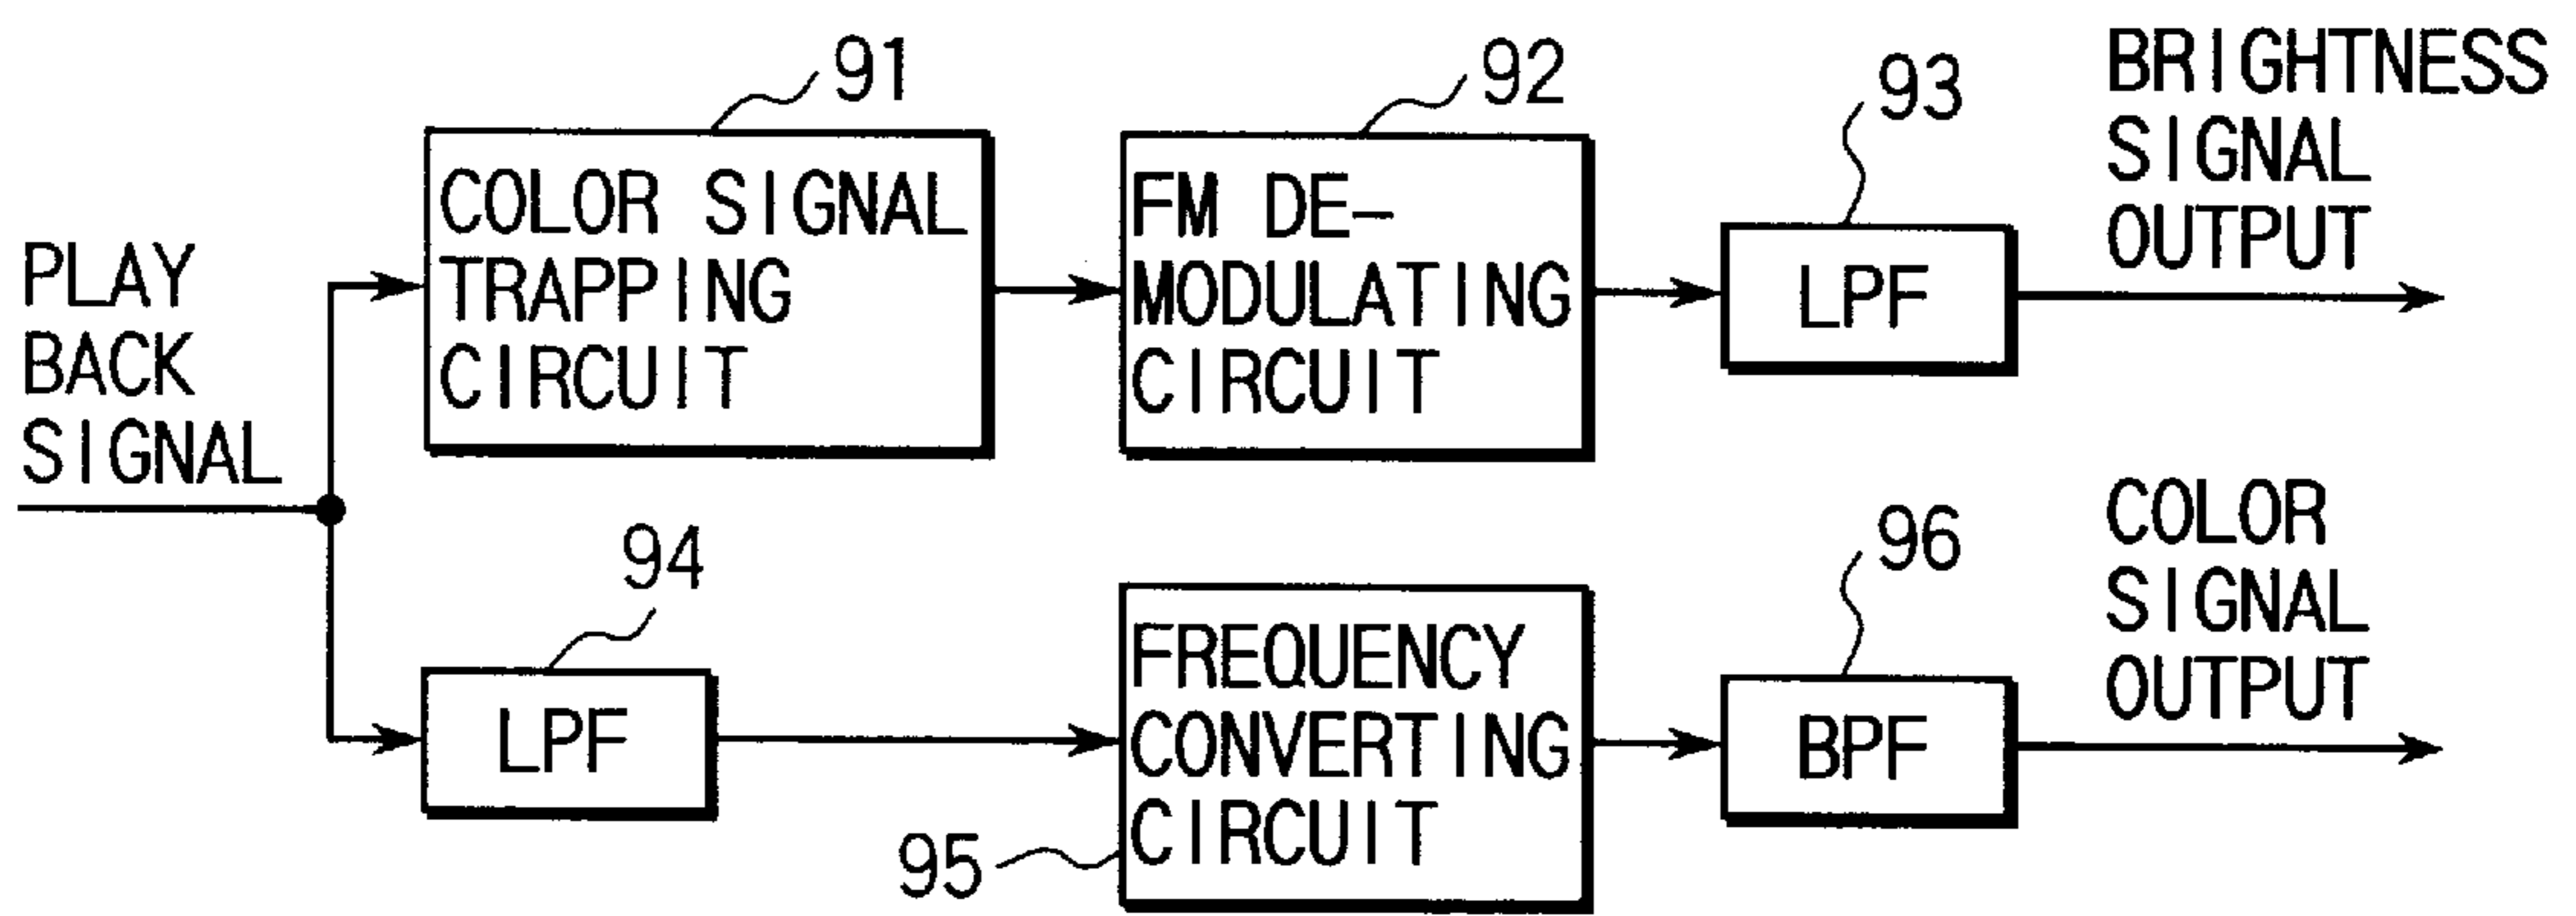 PLAY
BACK
SIGNAL
91
COLOR SIGNAL
TRAPPING
CIRCUIT
92
FM DE-
MODULATING
CIRCUIT
93
LPF
BRIGHTNESS
SIGNAL
OUTPUT
94
LPF
95
FREQUENCY
CONVERTING
CIRCUIT
96
BPF
COLOR
SIGNAL
OUTPUT